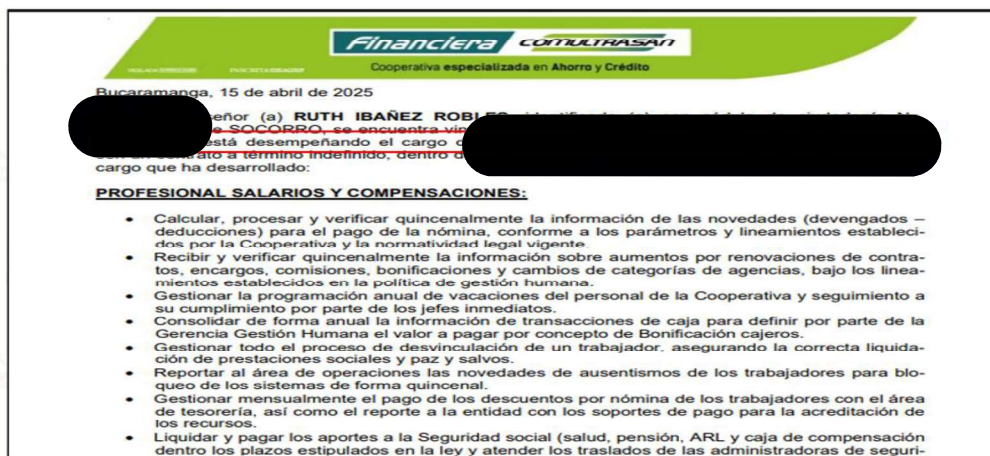 Financiera COMULTRASAN
Cooperativa especializada en Ahorro y Crédito
Bucaramanga, 15 de abril de 2025
señor (a) RUTH IBAÑEZ ROBLES
SOCORRO, se encuentra
está desempeñando el cargo
con un contrato a término indefinido, dentro
cargo que ha desarrollado:
PROFESIONAL SALARIOS Y COMPENSACIONES:
• Calcular, procesar y verificar quincenalmente la información de las novedades (devengados –
deducciones) para el pago de la nómina, conforme a los parámetros y lineamientos estableci-
dos por la Cooperativa y la normatividad legal vigente.
• Recibir y verificar quincenalmente la información sobre aumentos por renovaciones de contra-
tos, encargos, comisiones, bonificaciones y cambios de categorías de agencias, bajo los linea-
mientos establecidos en la política de gestión humana.
• Gestionar la programación anual de vacaciones del personal de la Cooperativa y seguimiento a
su cumplimiento por parte de los jefes inmediatos.
• Consolidar de forma anual la información de transacciones de caja para definir por parte de la
Gerencia Gestión Humana el valor a pagar por concepto de Bonificación cajeros.
• Gestionar todo el proceso de desvinculación de un trabajador. asegurando la correcta liquida-
ción de prestaciones sociales y paz y salvos.
• Reportar al área de operaciones las novedades de ausentismos de los trabajadores para blo-
queo de los sistemas de forma quincenal.
• Gestionar mensualmente el pago de los descuentos por nómina de los trabajadores con el área
de tesorería, así como el reporte a la entidad con los soportes de pago para la acreditación de
los recursos.
• Liquidar y pagar los aportes a la Seguridad social (salud, pensión, ARL y caja de compensación
dentro los plazos estipulados en la ley y atender los traslados de las administradoras de seguri-